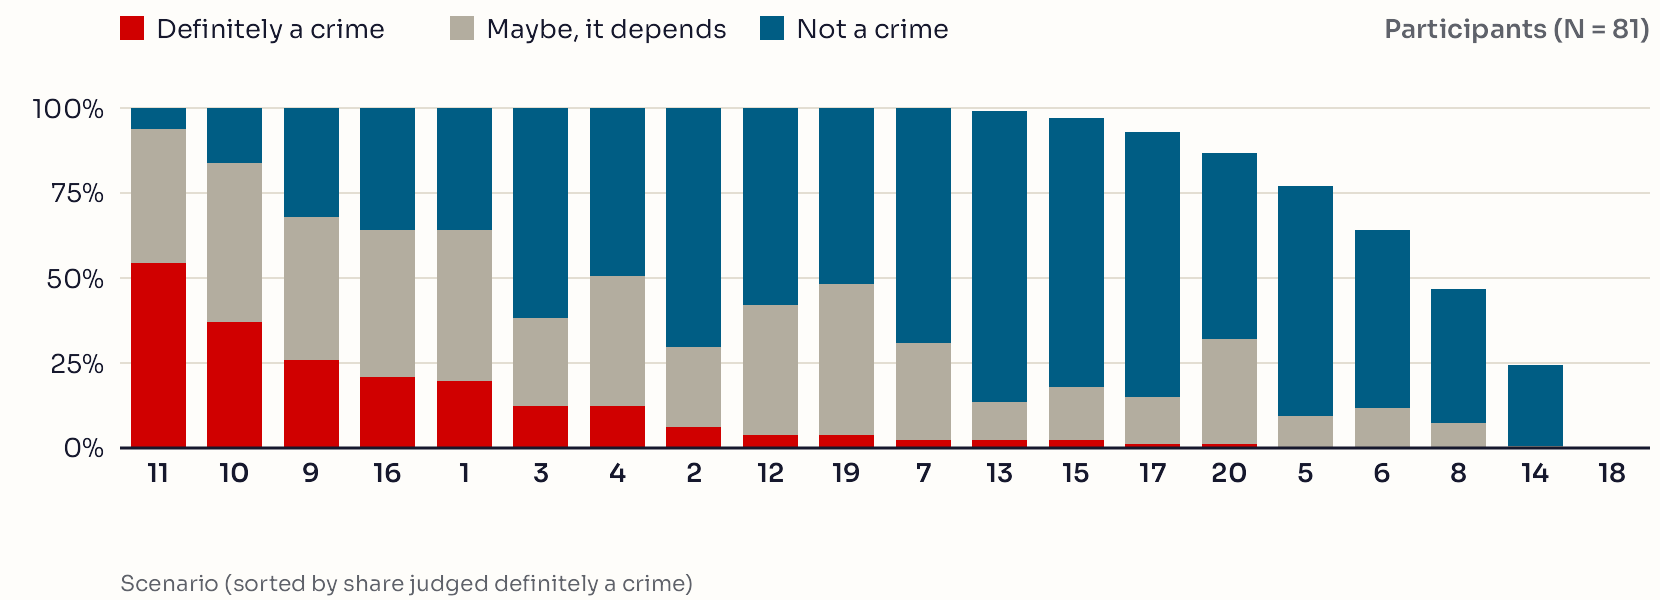 Definitely a crime Maybe, it depends Not a crime Participants (N = 81)
100%
75%
50%
25%
0%
11 10 9 16 1 3 4 2 12 19 7 13 15 17 20 5 6 8 14 18
Scenario (sorted by share judged definitely a crime)